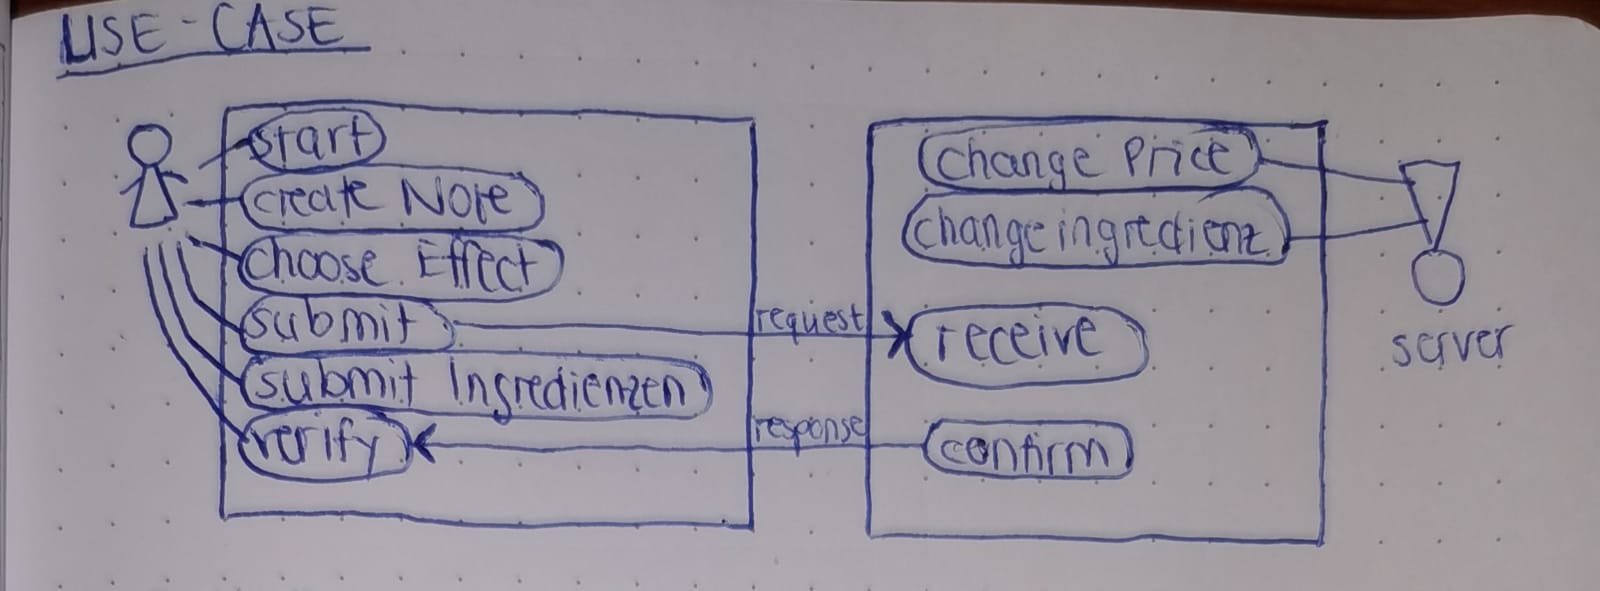 USE-CASE
start
create Note
choose Effect
submit
submit Ingredienzen
verify
request
response
change Price
change ingredienz
receive
confirm
server